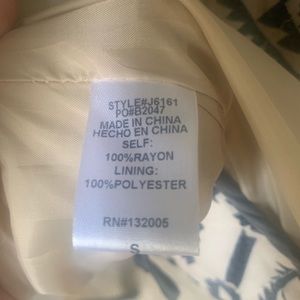 STYLE#J6161
PO#B2047
MADE IN CHINA
HECHO EN CHINA
SELF:
100%RAYON
LINING:
100%POLYESTER
RN#132005
S